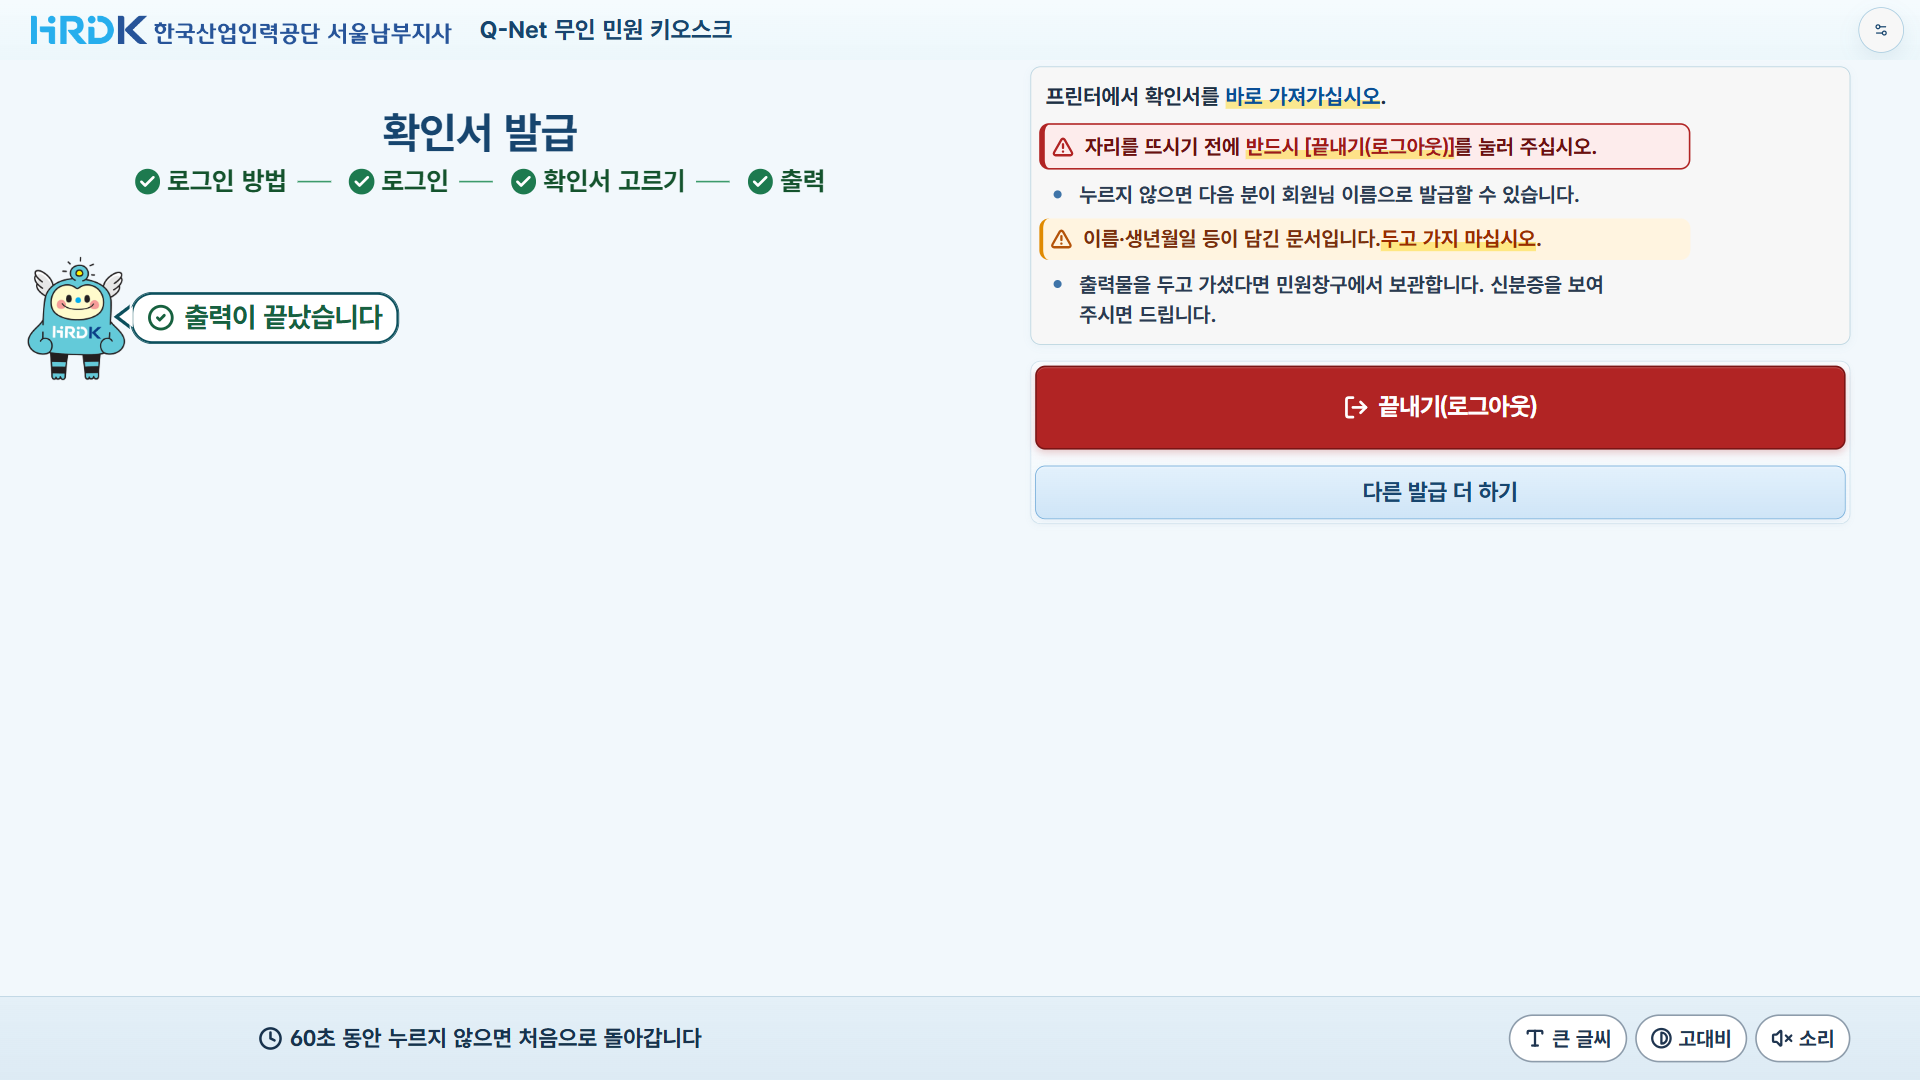 HRDK 한국산업인력공단 서울남부지사 Q-Net 무인 민원 키오스크
확인서 발급
로그인 방법 로그인 확인서 고르기 출력
HRDK
출력이 끝났습니다
프린터에서 확인서를 바로 가져가십시오.
자리를 뜨시기 전에 반드시 [끝내기(로그아웃)]를 눌러 주십시오.
누르지 않으면 다음 분이 회원님 이름으로 발급할 수 있습니다.
이름·생년월일 등이 담긴 문서입니다.두고 가지 마십시오.
출력물을 두고 가셨다면 민원창구에서 보관합니다. 신분증을 보여
주시면 드립니다.
끝내기(로그아웃)
다른 발급 더 하기
60초 동안 누르지 않으면 처음으로 돌아갑니다
큰 글씨 고대비 소리